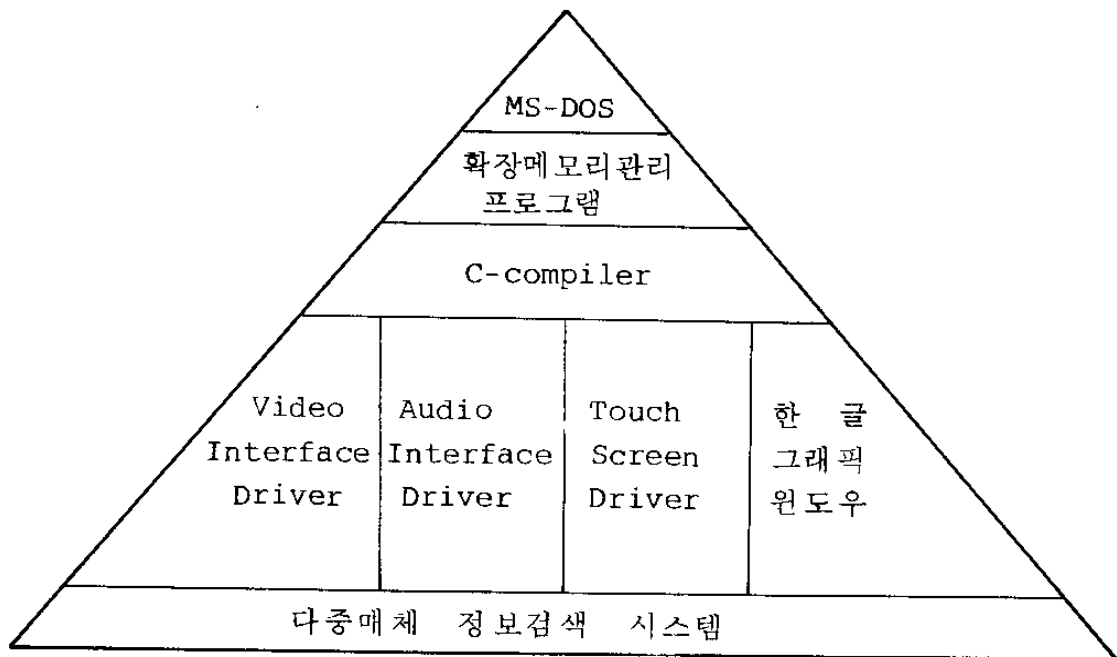 MS-DOS
확장메모리관리
프로그램
C-compiler
Video
Interface
Driver
Audio
Interface
Driver
Touch
Screen
Driver
한 글
그래픽
윈도우
다중매체 정보검색 시스템